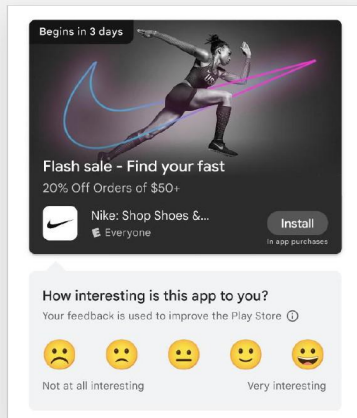 Begins in 3 days
Flash sale - Find your fast
20% Off Orders of $50+
Nike: Shop Shoes &...
E Everyone
Install
In app purchases
How interesting is this app to you?
Your feedback is used to improve the Play Store
Not at all interesting
Very interesting